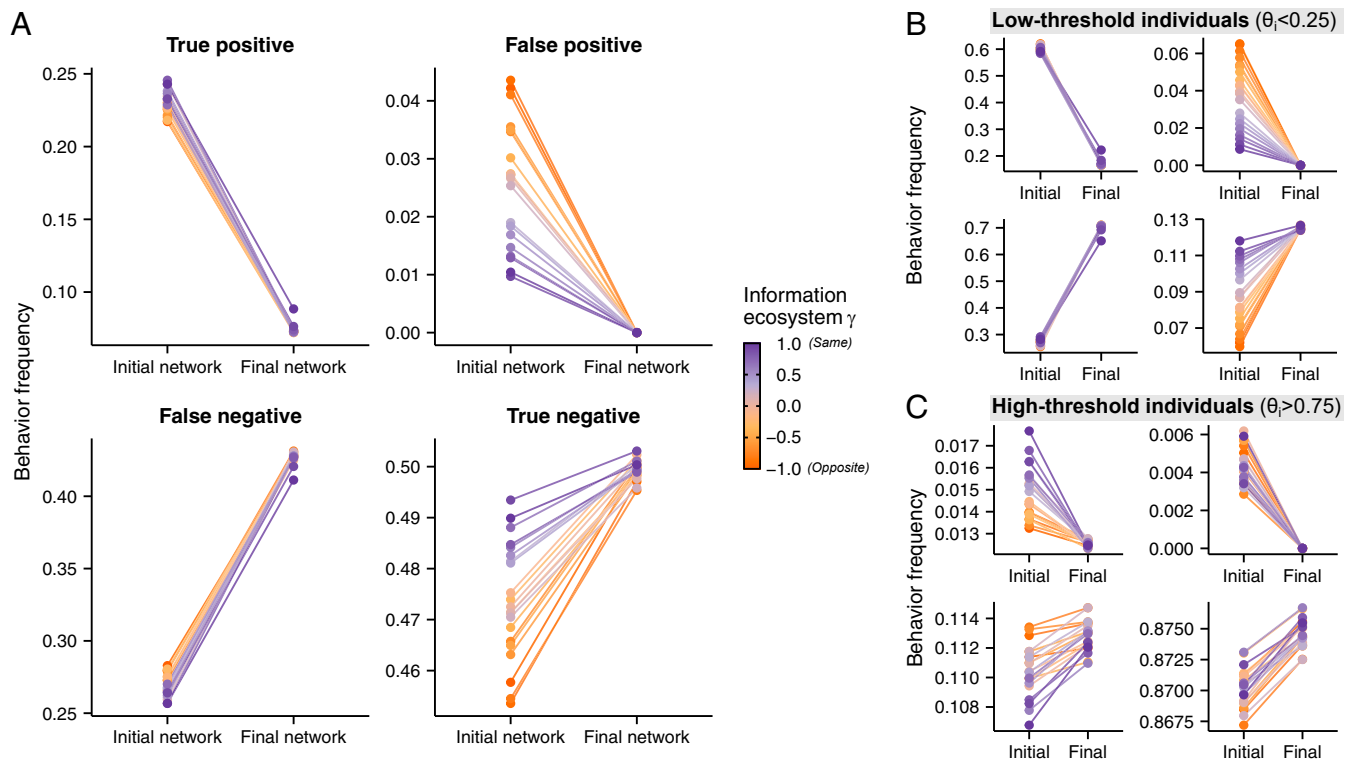 A
True positive
False positive
Behavior frequency
0.25
0.20
0.15
0.10
Initial network
Final network
0.04
0.03
0.02
0.01
0.00
Initial network
Final network
False negative
True negative
0.40
0.35
0.30
0.25
Initial network
Final network
0.50
0.49
0.48
0.47
0.46
Initial network
Final network
Information
ecosystem γ
1.0 (Same)
0.5
0.0
−0.5
−1.0 (Opposite)
B
Low-threshold individuals (θi<0.25)
Behavior frequency
0.6
0.5
0.4
0.3
0.2
Initial
Final
0.06
0.04
0.02
0.00
Initial
Final
0.7
0.6
0.5
0.4
0.3
Initial
Final
0.13
0.11
0.09
0.07
Initial
Final
C
High-threshold individuals (θi>0.75)
Behavior frequency
0.017
0.016
0.015
0.014
0.013
Initial
Final
0.006
0.004
0.002
0.000
Initial
Final
0.114
0.112
0.110
0.108
Initial
Final
0.8750
0.8725
0.8700
0.8675
Initial
Final